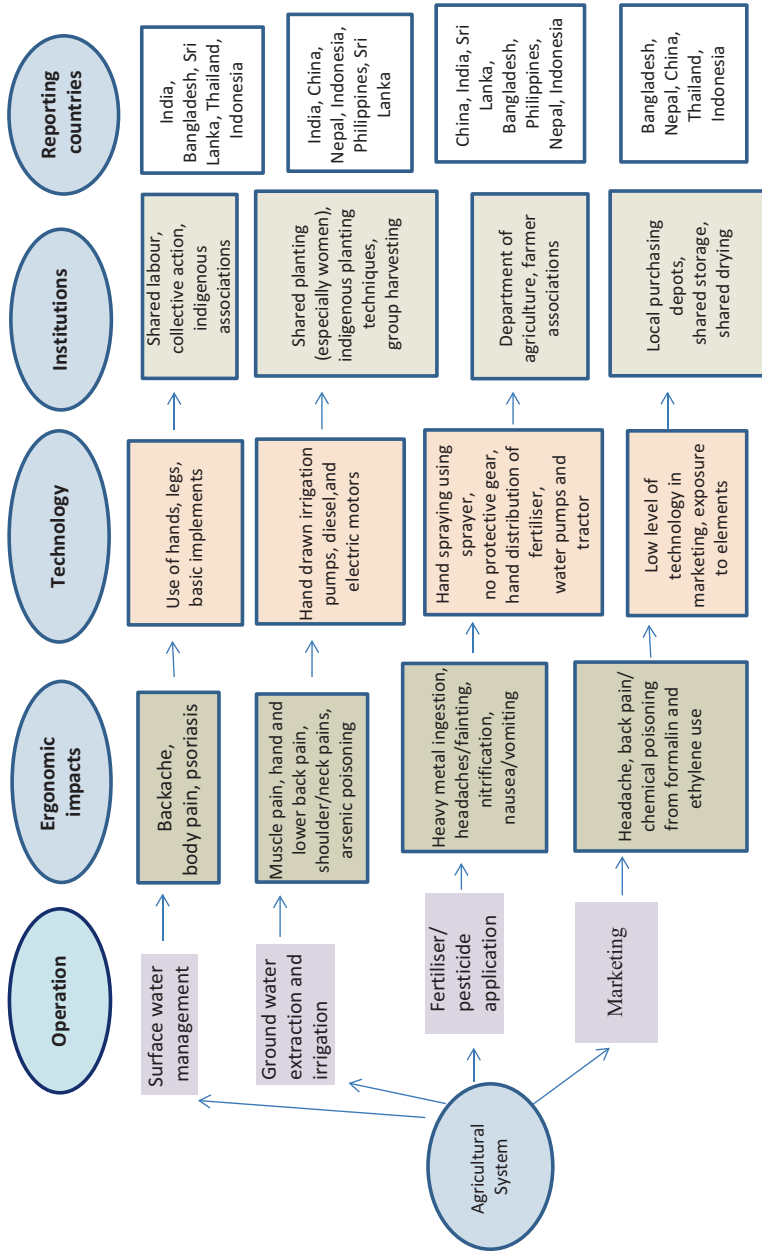 Operation
Ergonomic
impacts
Technology
Institutions
Reporting
countries
Agricultural
System
Surface water
management
Backache,
body pain, psoriasis
Use of hands, legs,
basic implements
Shared labour,
collective action,
indigenous
associations
India,
Bangladesh, Sri
Lanka, Thailand,
Indonesia
Ground water
extraction and
irrigation
Muscle pain, hand and
lower back pain,
shoulder/neck pains,
arsenic poisoning
Hand drawn irrigation
pumps, diesel,and
electric motors
Shared planting
(especially women),
indigenous planting
techniques,
group harvesting
India, China,
Nepal, Indonesia,
Philippines, Sri
Lanka
Fertiliser/
pesticide
application
Heavy metal ingestion,
headaches/fainting,
nitrification,
nausea/vomiting
Hand spraying using
sprayer,
no protective gear,
hand distribution of
fertiliser,
water pumps and
tractor
Department of
agriculture, farmer
associations
China, India, Sri
Lanka,
Bangladesh,
Philippines,
Nepal, Indonesia
Marketing
Headache, back pain/
chemical poisoning
from formalin and
ethylene use
Low level of
technology in
marketing, exposure
to elements
Local purchasing
depots,
shared storage,
shared drying
Bangladesh,
Nepal, China,
Thailand,
Indonesia